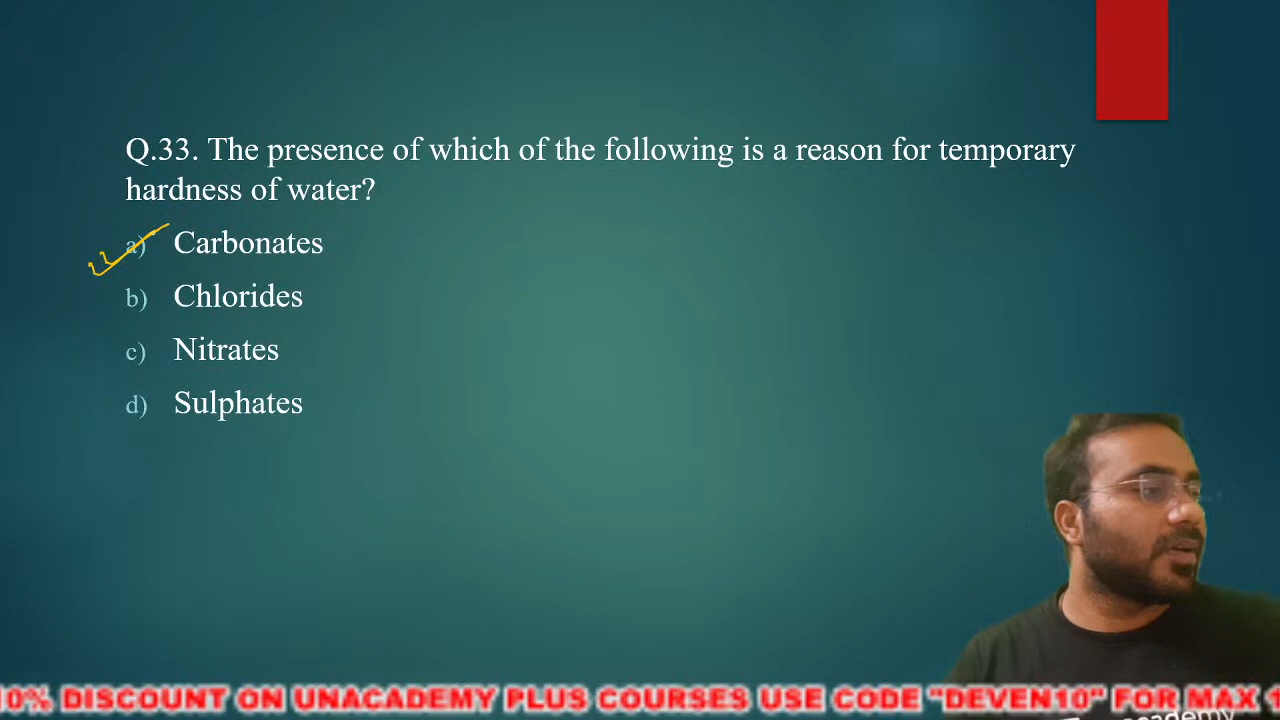 Q.33. The presence of which of the following is a reason for temporary
hardness of water?
a) Carbonates
b) Chlorides
c) Nitrates
d) Sulphates
10% DISCOUNT ON UNACADEMY PLUS COURSES USE CODE "DEVEN10" FOR MAX